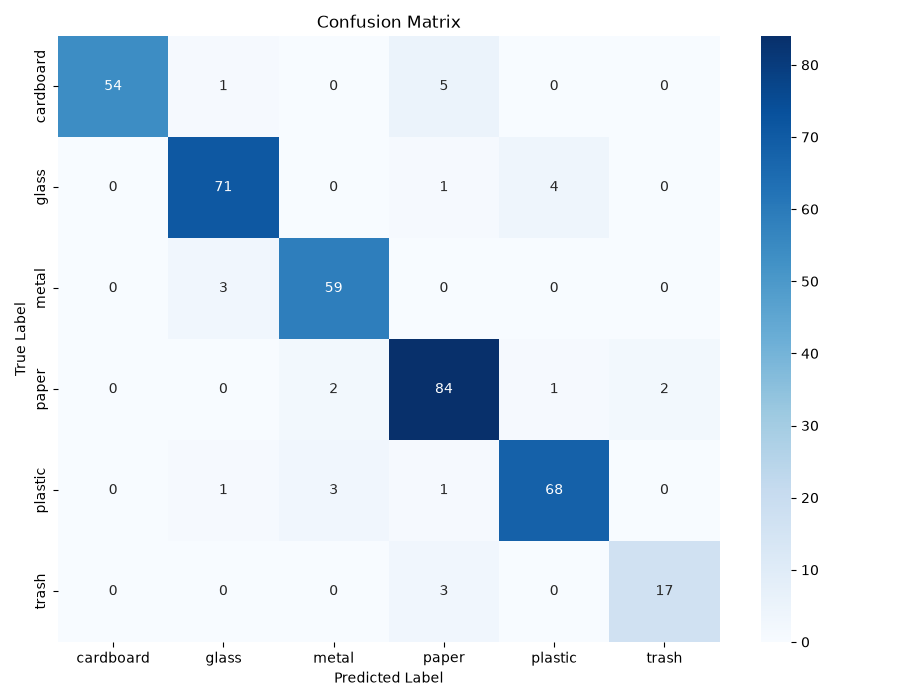 Confusion Matrix
cardboard 54 1 0 5 0 0
glass 0 71 0 1 4 0
metal 0 3 59 0 0 0
paper 0 0 2 84 1 2
plastic 0 1 3 1 68 0
trash 0 0 0 3 0 17
True Label
cardboard glass metal paper plastic trash
Predicted Label
80
70
60
50
40
30
20
10
0